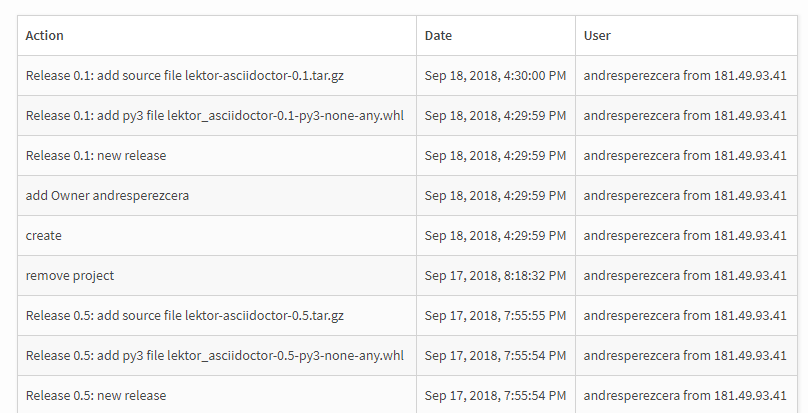 Action Date User
Release 0.1: add source file lektor-asciidoctor-0.1.tar.gz Sep 18, 2018, 4:30:00 PM andresperezcera from 181.49.93.41
Release 0.1: add py3 file lektor_asciidoctor-0.1-py3-none-any.whl Sep 18, 2018, 4:29:59 PM andresperezcera from 181.49.93.41
Release 0.1: new release Sep 18, 2018, 4:29:59 PM andresperezcera from 181.49.93.41
add Owner andresperezcera Sep 18, 2018, 4:29:59 PM andresperezcera from 181.49.93.41
create Sep 18, 2018, 4:29:59 PM andresperezcera from 181.49.93.41
remove project Sep 17, 2018, 8:18:32 PM andresperezcera from 181.49.93.41
Release 0.5: add source file lektor-asciidoctor-0.5.tar.gz Sep 17, 2018, 7:55:55 PM andresperezcera from 181.49.93.41
Release 0.5: add py3 file lektor_asciidoctor-0.5-py3-none-any.whl Sep 17, 2018, 7:55:54 PM andresperezcera from 181.49.93.41
Release 0.5: new release Sep 17, 2018, 7:55:54 PM andresperezcera from 181.49.93.41